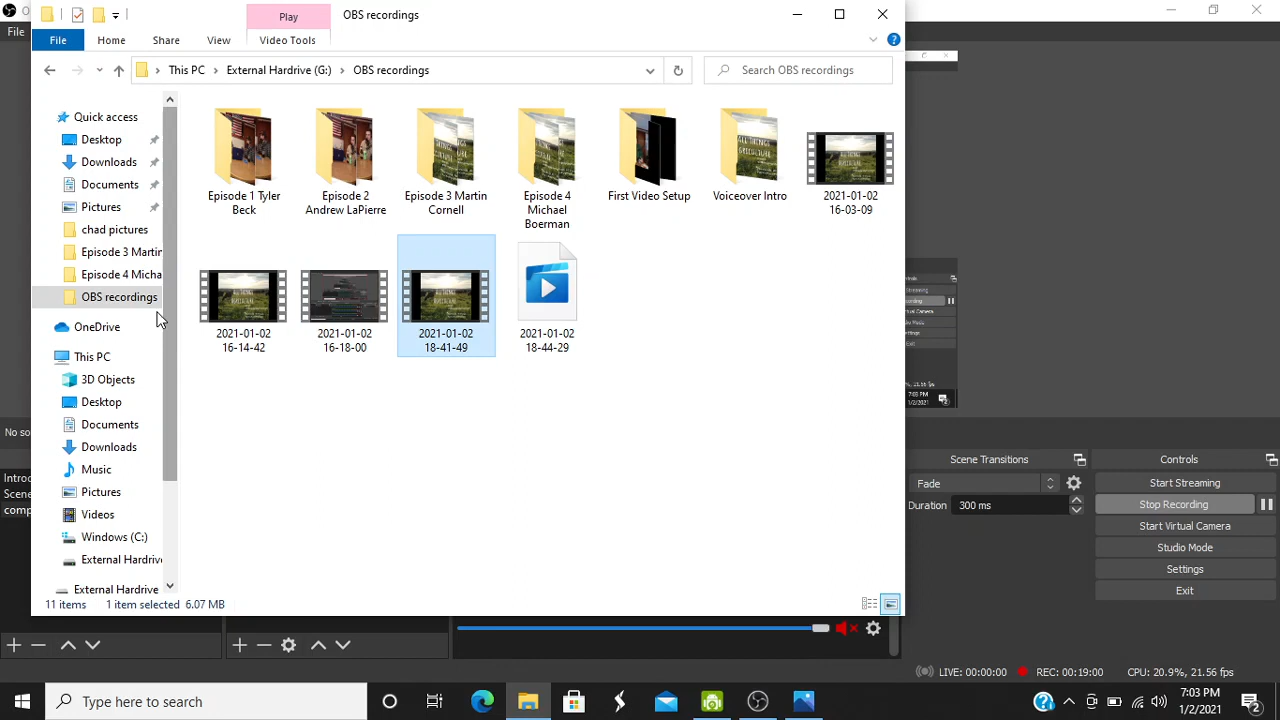 Play
OBS recordings
File
File
Home
Share
View
Video Tools
This PC
External Hardrive (G:)
OBS recordings
Search OBS recordings
Quick access
Desktop
Downloads
Documents
Pictures
chad pictures
Episode 3 Martin
Episode 4 Micha
OBS recordings
OneDrive
This PC
3D Objects
Desktop
Documents
Downloads
Music
Pictures
Videos
Windows (C:)
External Hardrive
External Hardrive
Episode 1 Tyler
Beck
Episode 2
Andrew LaPierre
Episode 3 Martin
Cornell
Episode 4
Michael
Boerman
First Video Setup
Voiceover Intro
2021-01-02
16-03-09
2021-01-02
16-14-42
2021-01-02
16-18-00
2021-01-02
18-41-49
2021-01-02
18-44-29
11 items
1 item selected 6.07 MB
No so
Introd
Scene
comp
Scene Transitions
Fade
Duration
300 ms
Controls
Start Streaming
Stop Recording
Start Virtual Camera
Studio Mode
Settings
Exit
LIVE: 00:00:00
REC: 00:19:00
CPU: 20.9%, 21.56 fps
Type here to search
7:03 PM
1/2/2021
2